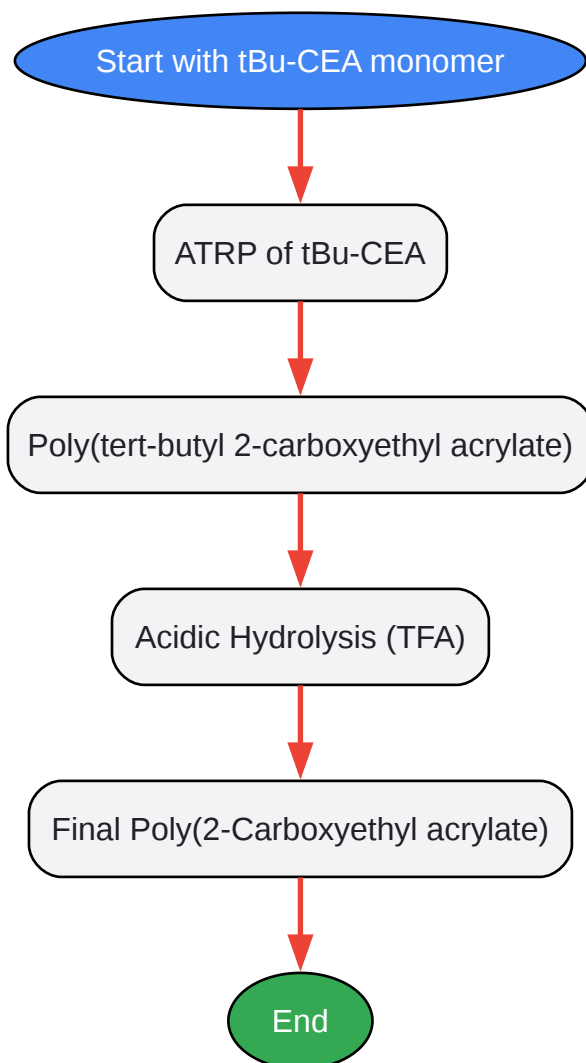 Start with tBu-CEA monomer
ATRP of tBu-CEA
Poly(tert-butyl 2-carboxyethyl acrylate)
Acidic Hydrolysis (TFA)
Final Poly(2-Carboxyethyl acrylate)
End